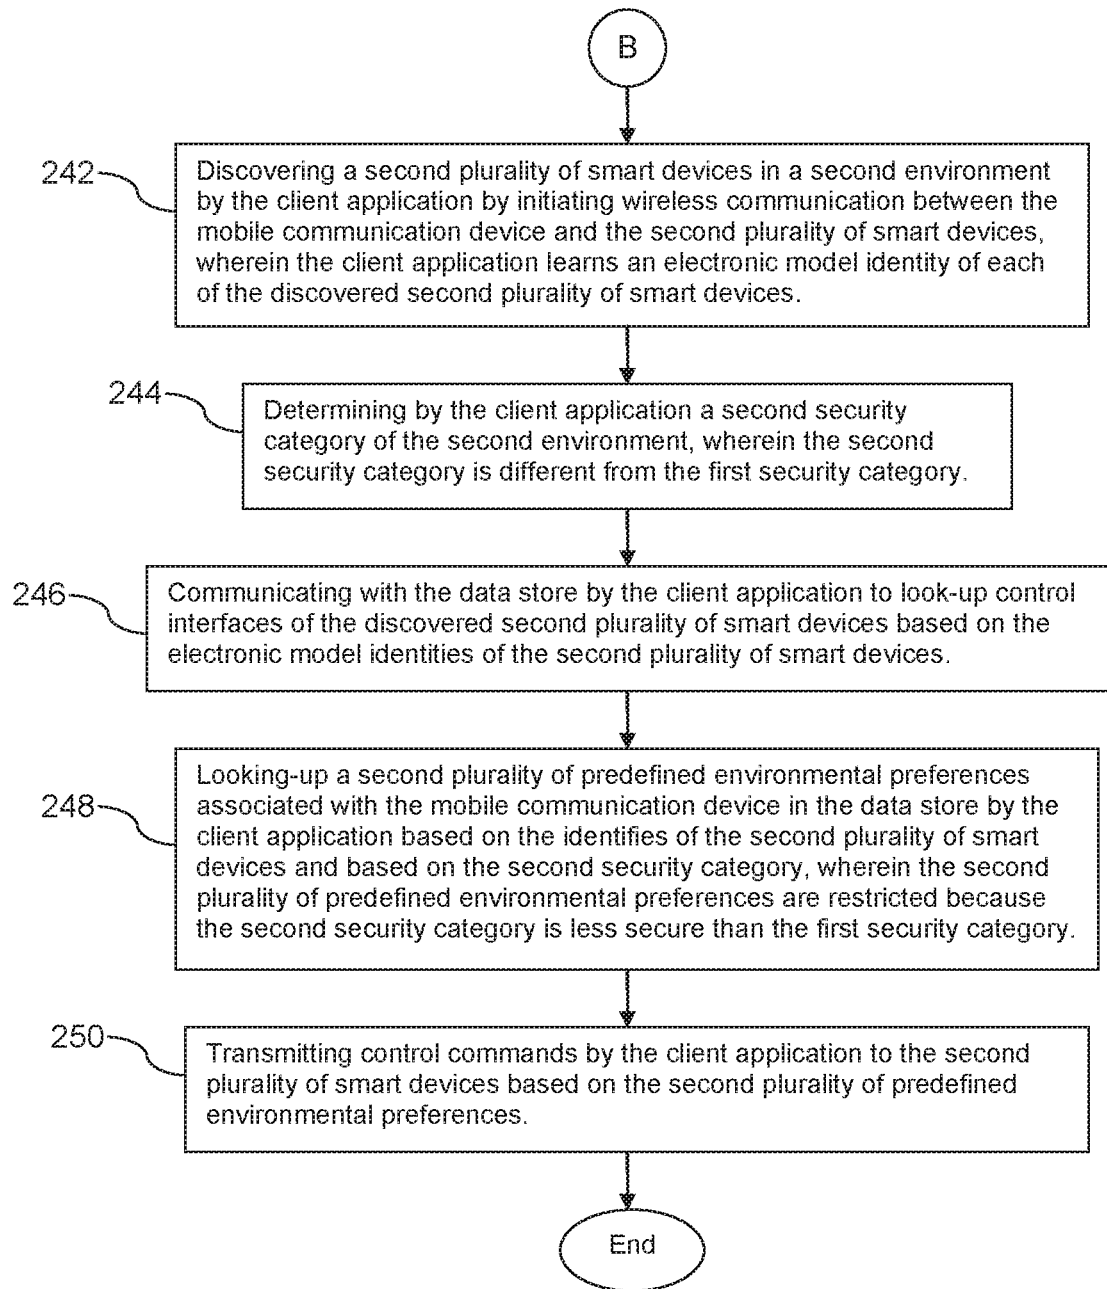 B
242
Discovering a second plurality of smart devices in a second environment
by the client application by initiating wireless communication between the
mobile communication device and the second plurality of smart devices,
wherein the client application learns an electronic model identity of each
of the discovered second plurality of smart devices.
244
Determining by the client application a second security
category of the second environment, wherein the second
security category is different from the first security category.
246
Communicating with the data store by the client application to look-up control
interfaces of the discovered second plurality of smart devices based on the
electronic model identities of the second plurality of smart devices.
248
Looking-up a second plurality of predefined environmental preferences
associated with the mobile communication device in the data store by the
client application based on the identifies of the second plurality of smart
devices and based on the second security category, wherein the second
plurality of predefined environmental preferences are restricted because
the second security category is less secure than the first security category.
250
Transmitting control commands by the client application to the second
plurality of smart devices based on the second plurality of predefined
environmental preferences.
End